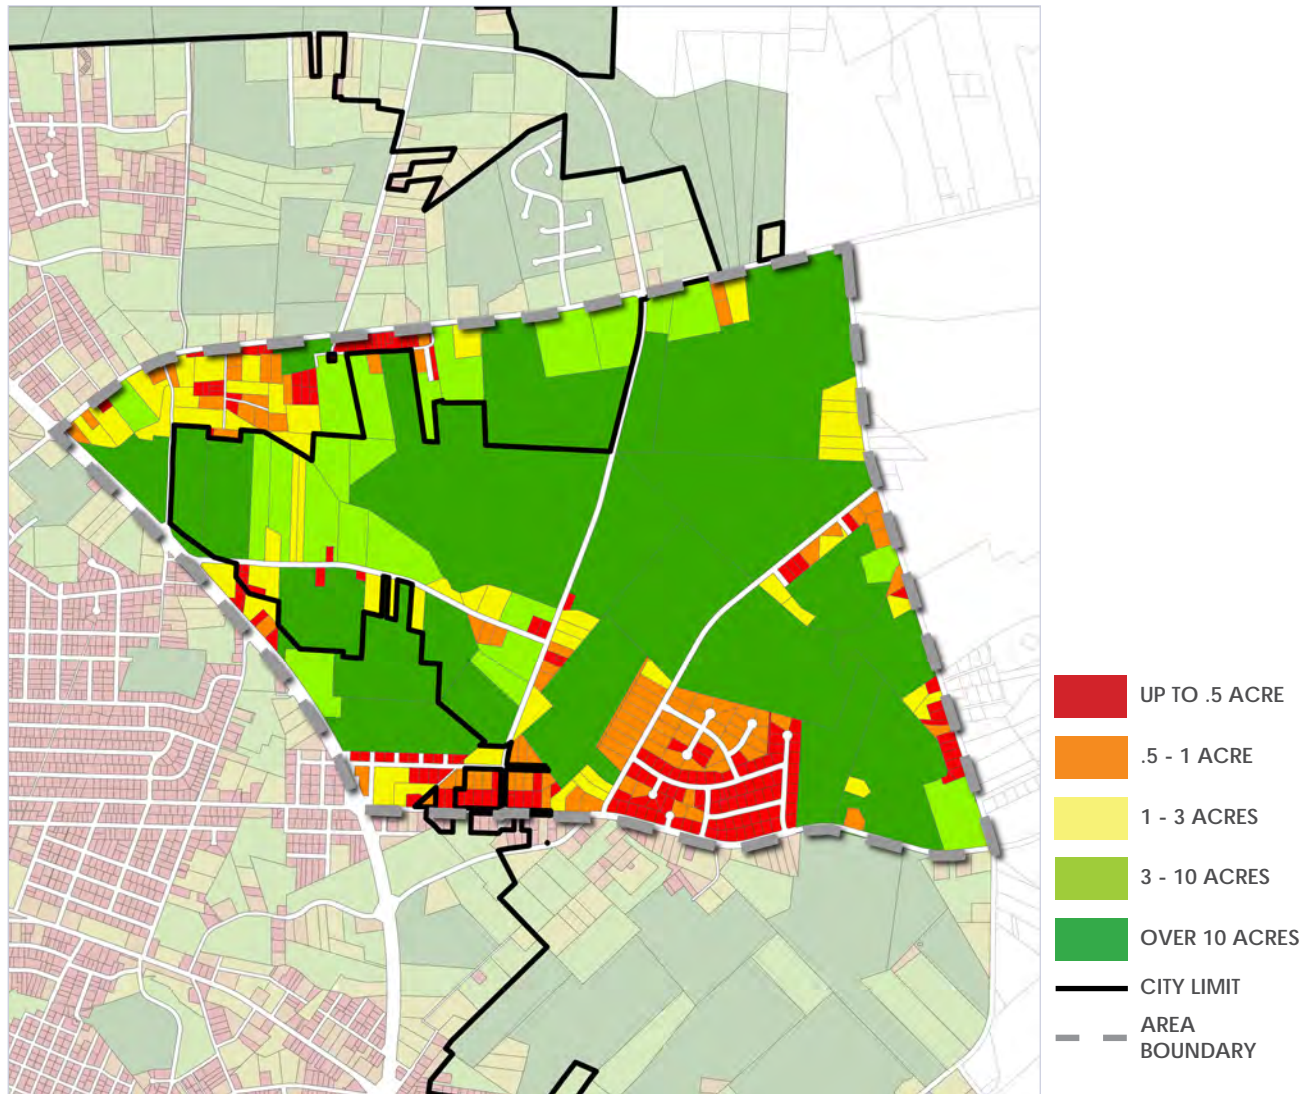 UP TO .5 ACRE
.5 - 1 ACRE
1 - 3 ACRES
3 - 10 ACRES
OVER 10 ACRES
CITY LIMIT
AREA
BOUNDARY